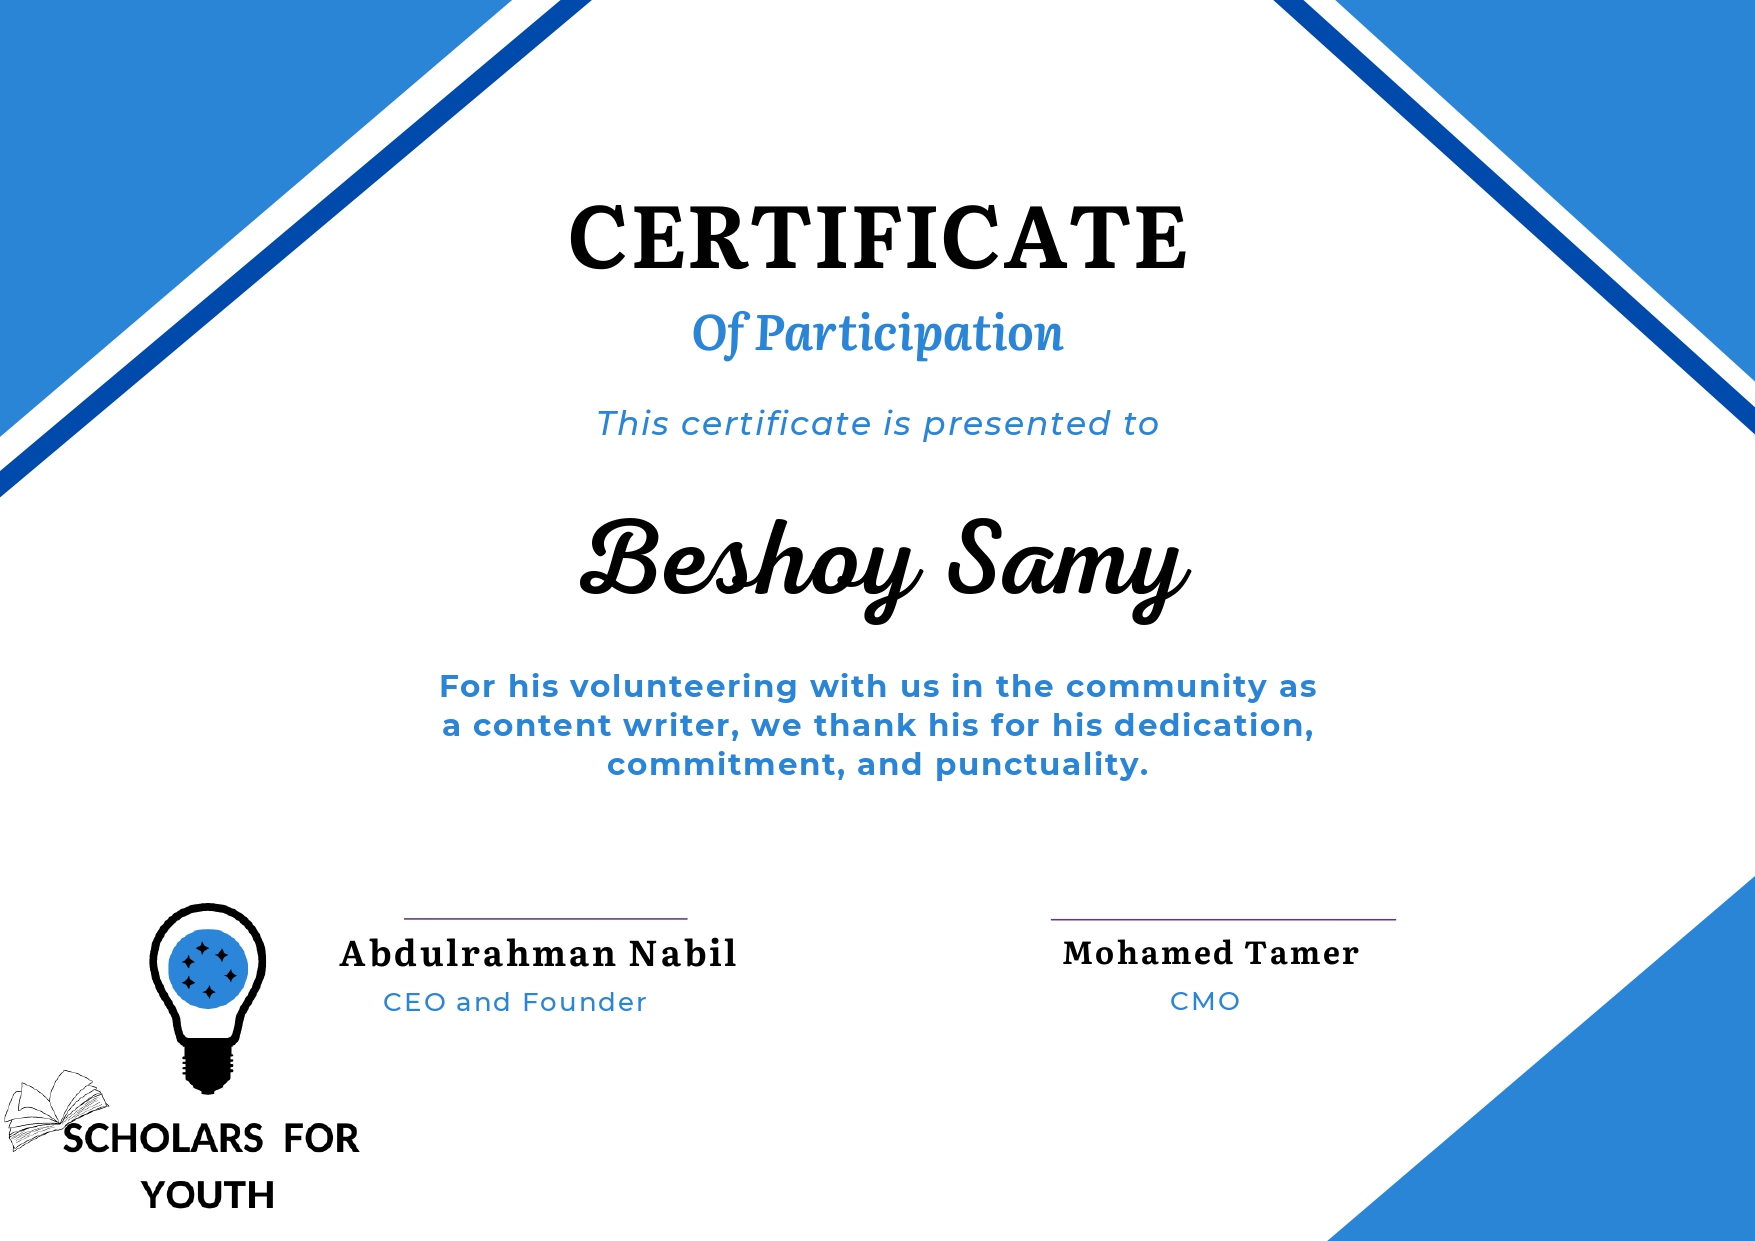 CERTIFICATE
Of Participation
This certificate is presented to
Beshoy Samy
For his volunteering with us in the community as
a content writer, we thank his for his dedication,
commitment, and punctuality.
Abdulrahman Nabil
CEO and Founder
Mohamed Tamer
CMO
SCHOLARS FOR
YOUTH